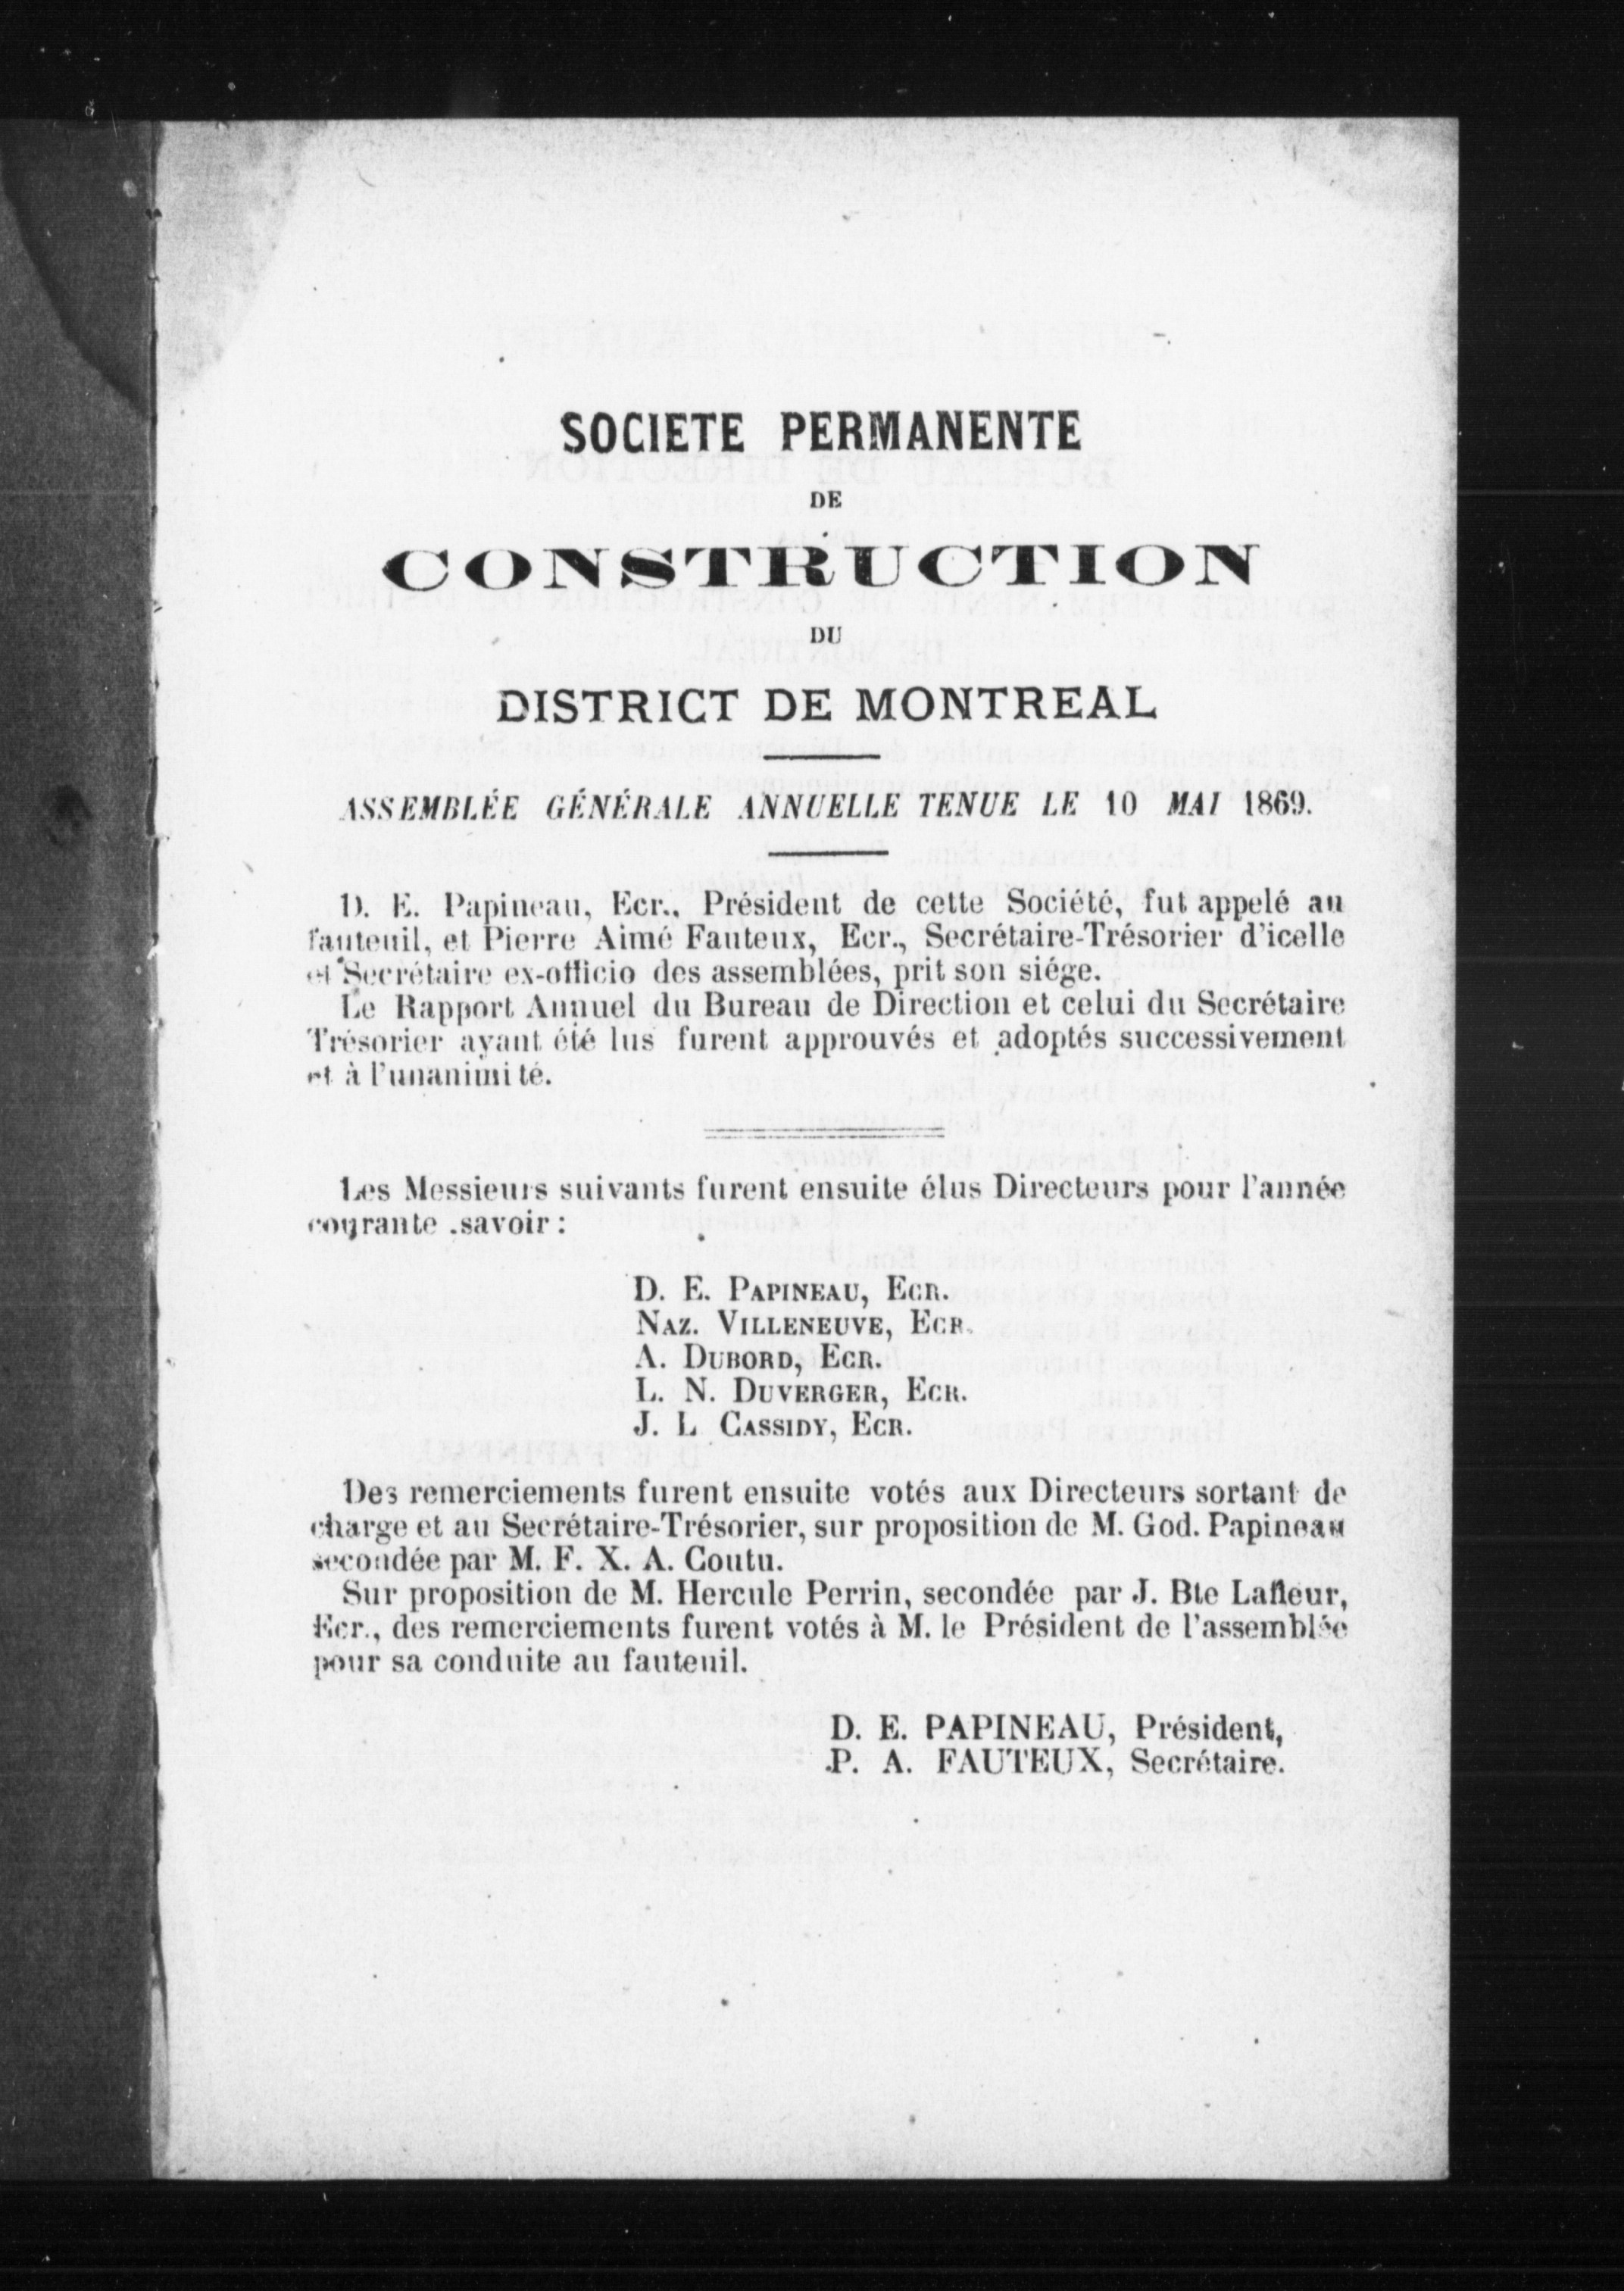 SOCIETE PERMANENTE
DE
CONSTRUCTION
DU
DISTRICT DE MONTREAL
ASSEMBLÉE GÉNÉRALE ANNUELLE TENUE LE 10 MAI 1869.
D. E. Papineau, Ecr., Président de cette Société, fut appelé au
fauteuil, et Pierre Aimé Fauteux, Ecr., Secrétaire-Trésorier d'icelle
et Secrétaire ex-officio des assemblées, prit son siége.
Le Rapport Annuel du Bureau de Direction et celui du Secrétaire
Trésorier ayant été lus furent approuvés et adoptés successivement
et à l'unanimité.
Les Messieurs suivants furent ensuite élus Directeurs pour l'année
courante savoir :
D. E. PAPINEAU, ECR.
NAZ. VILLENEUVE, ECR.
A. DUBORD, ECR.
L. N. DUVERGER, ECR.
J. L CASSIDY, ECR.
Des remerciements furent ensuite votés aux Directeurs sortant de
charge et au Secrétaire-Trésorier, sur proposition de M. God. Papineau
secondée par M. F. X. A. Coutu.
Sur proposition de M. Hercule Perrin, secondée par J. Bte Lafleur,
Ecr., des remerciements furent votés à M. le Président de l'assemblée
pour sa conduite au fauteuil.
D. E. PAPINEAU, Président,
P. A. FAUTEUX, Secrétaire.